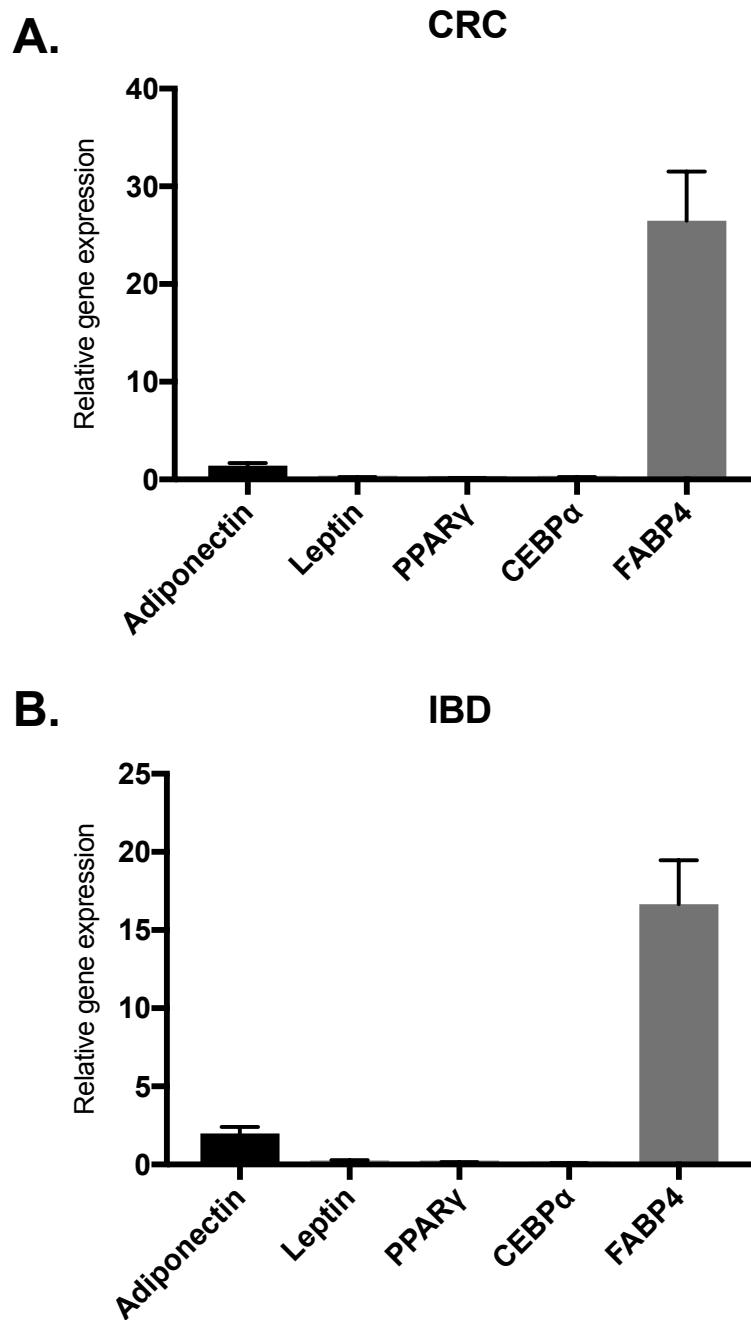 A.
CRC
Relative gene expression
40
30
20
10
0
Adiponectin
Leptin
PPARγ
CEBPα
FABP4
B.
IBD
Relative gene expression
25
20
15
10
5
0
Adiponectin
Leptin
PPARγ
CEBPα
FABP4